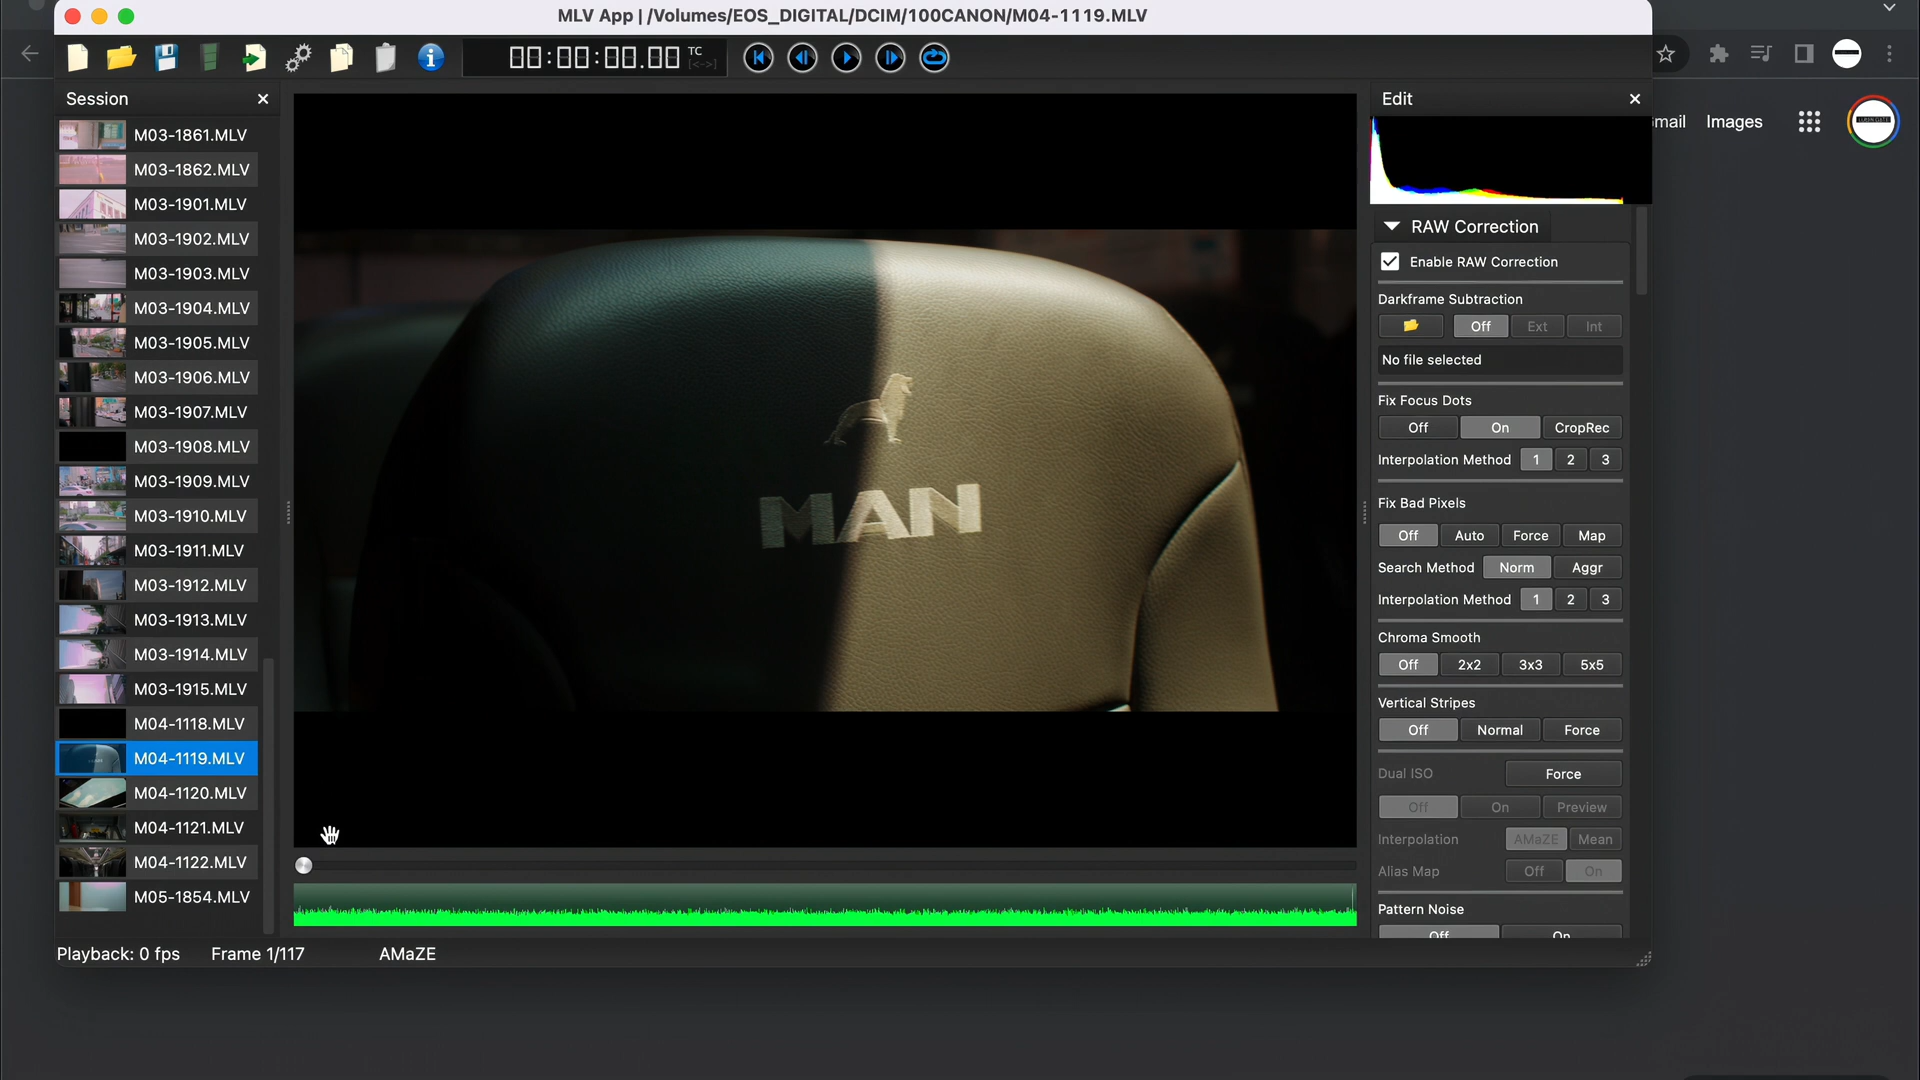 MLV App | /Volumes/EOS_DIGITAL/DCIM/100CANON/M04-1119.MLV
00:00:00.00 TC
[<->]
Session
Edit
mail Images
M03-1861.MLV
M03-1862.MLV
M03-1901.MLV
M03-1902.MLV
M03-1903.MLV
M03-1904.MLV
M03-1905.MLV
M03-1906.MLV
M03-1907.MLV
M03-1908.MLV
M03-1909.MLV
M03-1910.MLV
M03-1911.MLV
M03-1912.MLV
M03-1913.MLV
M03-1914.MLV
M03-1915.MLV
M04-1118.MLV
M04-1119.MLV
M04-1120.MLV
M04-1121.MLV
M04-1122.MLV
M05-1854.MLV
MAN
RAW Correction
Enable RAW Correction
Darkframe Subtraction
Off Ext Int
No file selected
Fix Focus Dots
Off On CropRec
Interpolation Method 1 2 3
Fix Bad Pixels
Off Auto Force Map
Search Method Norm Aggr
Interpolation Method 1 2 3
Chroma Smooth
Off 2x2 3x3 5x5
Vertical Stripes
Off Normal Force
Dual ISO Force
Off On Preview
Interpolation AMaZE Mean
Alias Map Off On
Pattern Noise
Off On
Playback: 0 fps Frame 1/117 AMaZE